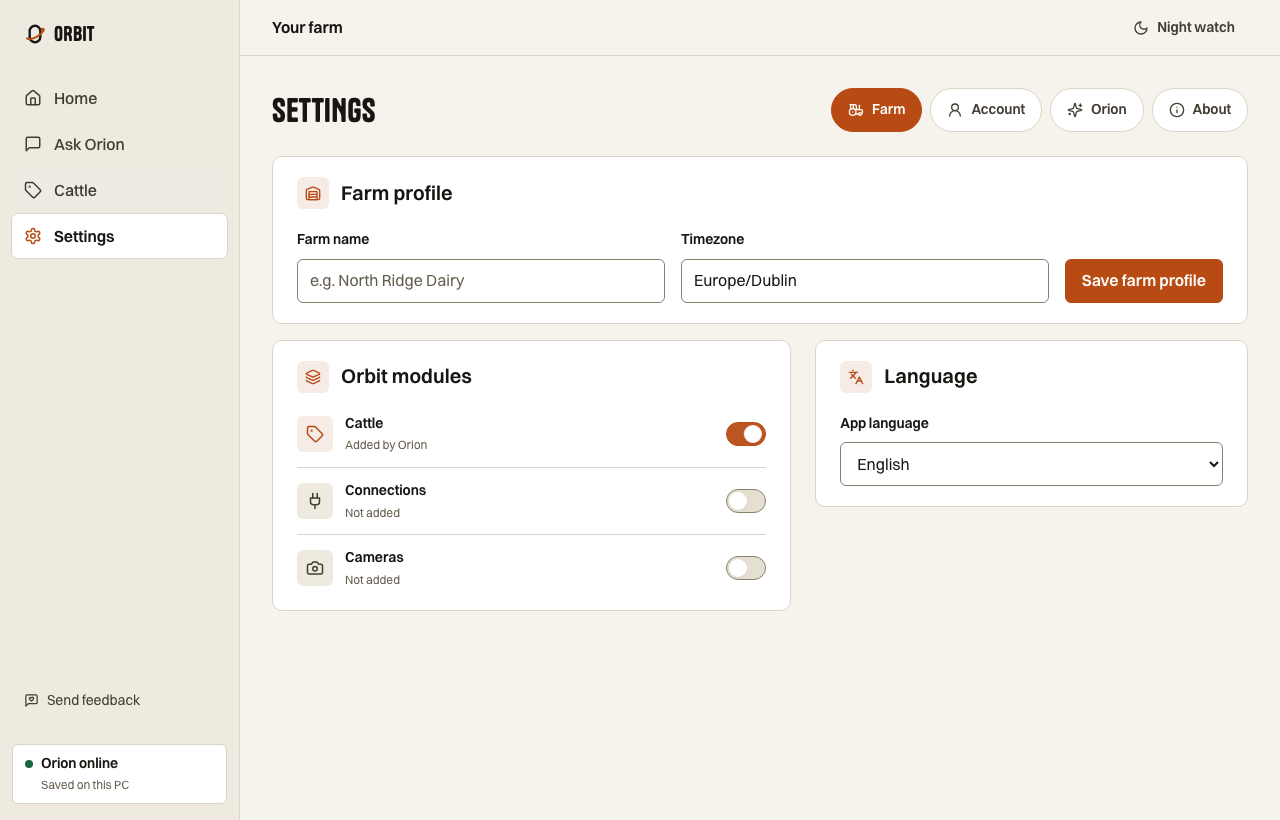 ORBIT
Home
Ask Orion
Cattle
Settings
Send feedback
Orion online
Saved on this PC
Your farm
Night watch
SETTINGS
Farm
Account
Orion
About
Farm profile
Farm name
e.g. North Ridge Dairy
Timezone
Europe/Dublin
Save farm profile
Orbit modules
Cattle
Added by Orion
Connections
Not added
Cameras
Not added
Language
App language
English